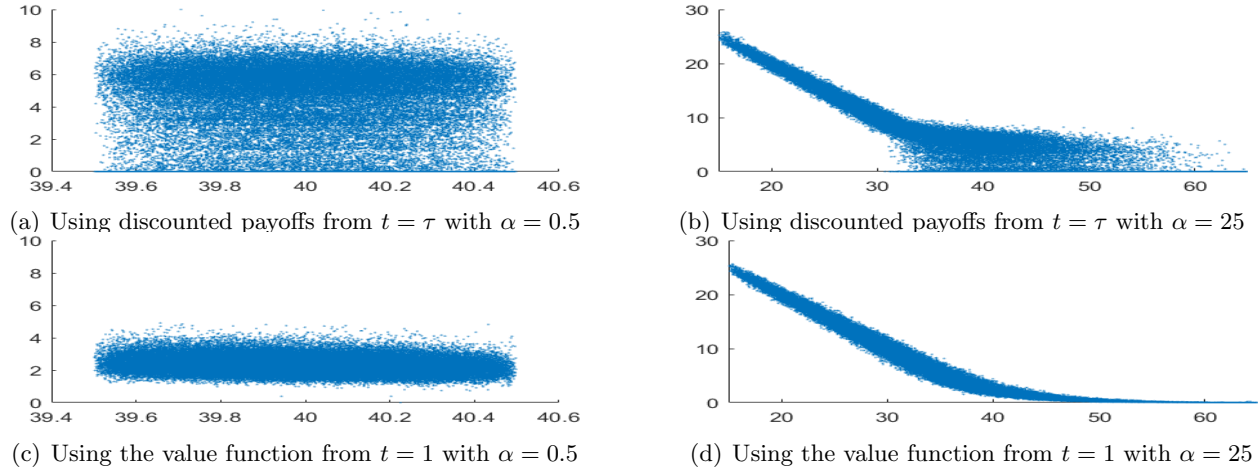 10
8
6
4
2
0
39.4 39.6 39.8 40 40.2 40.4 40.6
30
20
10
0
20 30 40 50 60
(a) Using discounted payoffs from t = τ with α = 0.5
(b) Using discounted payoffs from t = τ with α = 25
10
8
6
4
2
0
39.4 39.6 39.8 40 40.2 40.4 40.6
30
20
10
0
20 30 40 50 60
(c) Using the value function from t = 1 with α = 0.5
(d) Using the value function from t = 1 with α = 25